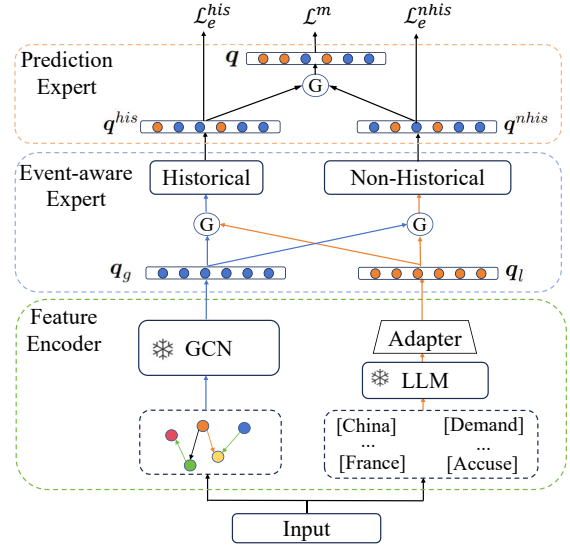 ℒ_e^{his} ℒ^m ℒ_e^{nhis}
Prediction
Expert
q
G
q^{his}
q^{nhis}
Event-aware
Expert
Historical
Non-Historical
G
G
q_g
q_l
Feature
Encoder
GCN
Adapter
LLM
[China] [Demand]
... ...
[France] [Accuse]
Input